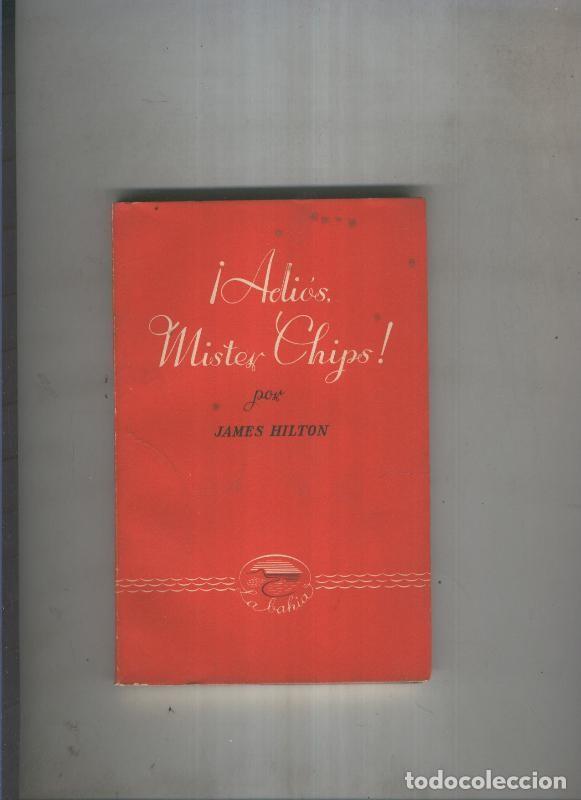 ¡Adiós,
Mister Chips!
por
JAMES HILTON
La bahía
todocoleccion